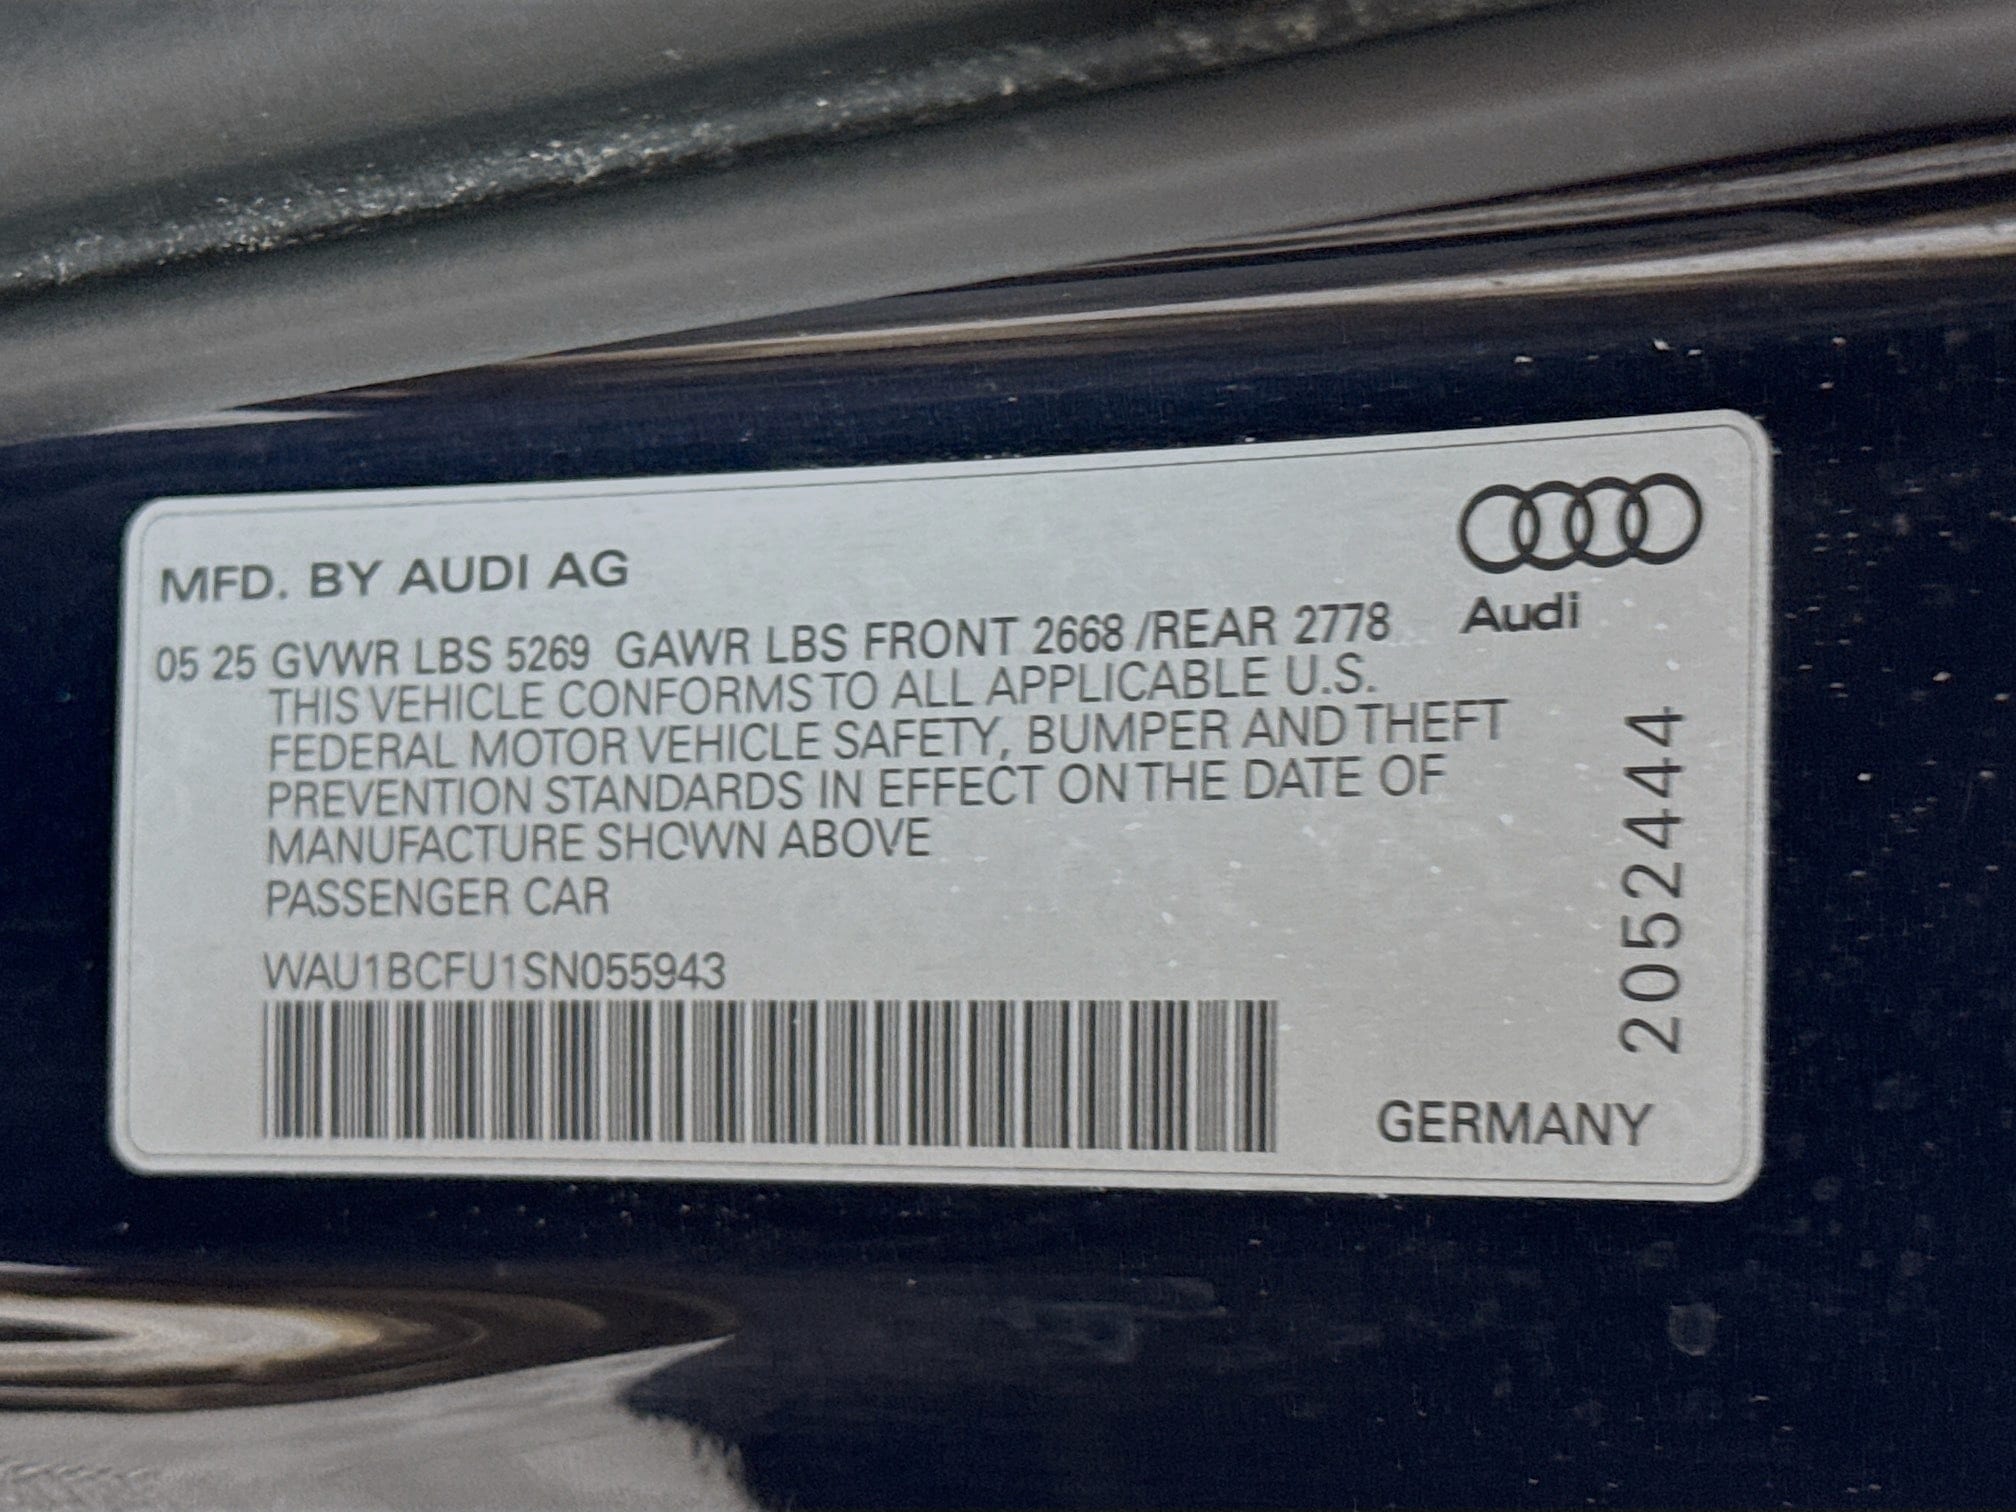 MFD. BY AUDI AG
Audi
05 25 GVWR LBS 5269 GAWR LBS FRONT 2668 /REAR 2778
THIS VEHICLE CONFORMS TO ALL APPLICABLE U.S.
FEDERAL MOTOR VEHICLE SAFETY, BUMPER AND THEFT
PREVENTION STANDARDS IN EFFECT ON THE DATE OF
MANUFACTURE SHOWN ABOVE
PASSENGER CAR
WAU1BCFU1SN055943
2052444
GERMANY